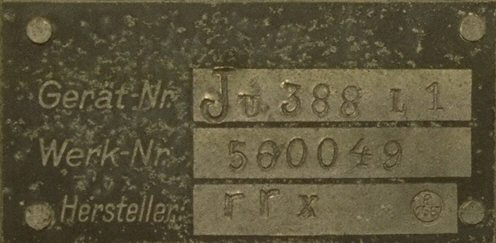 Gerät-Nr. Ju 388 L 1
Werk-Nr. 560049
Hersteller: rrx